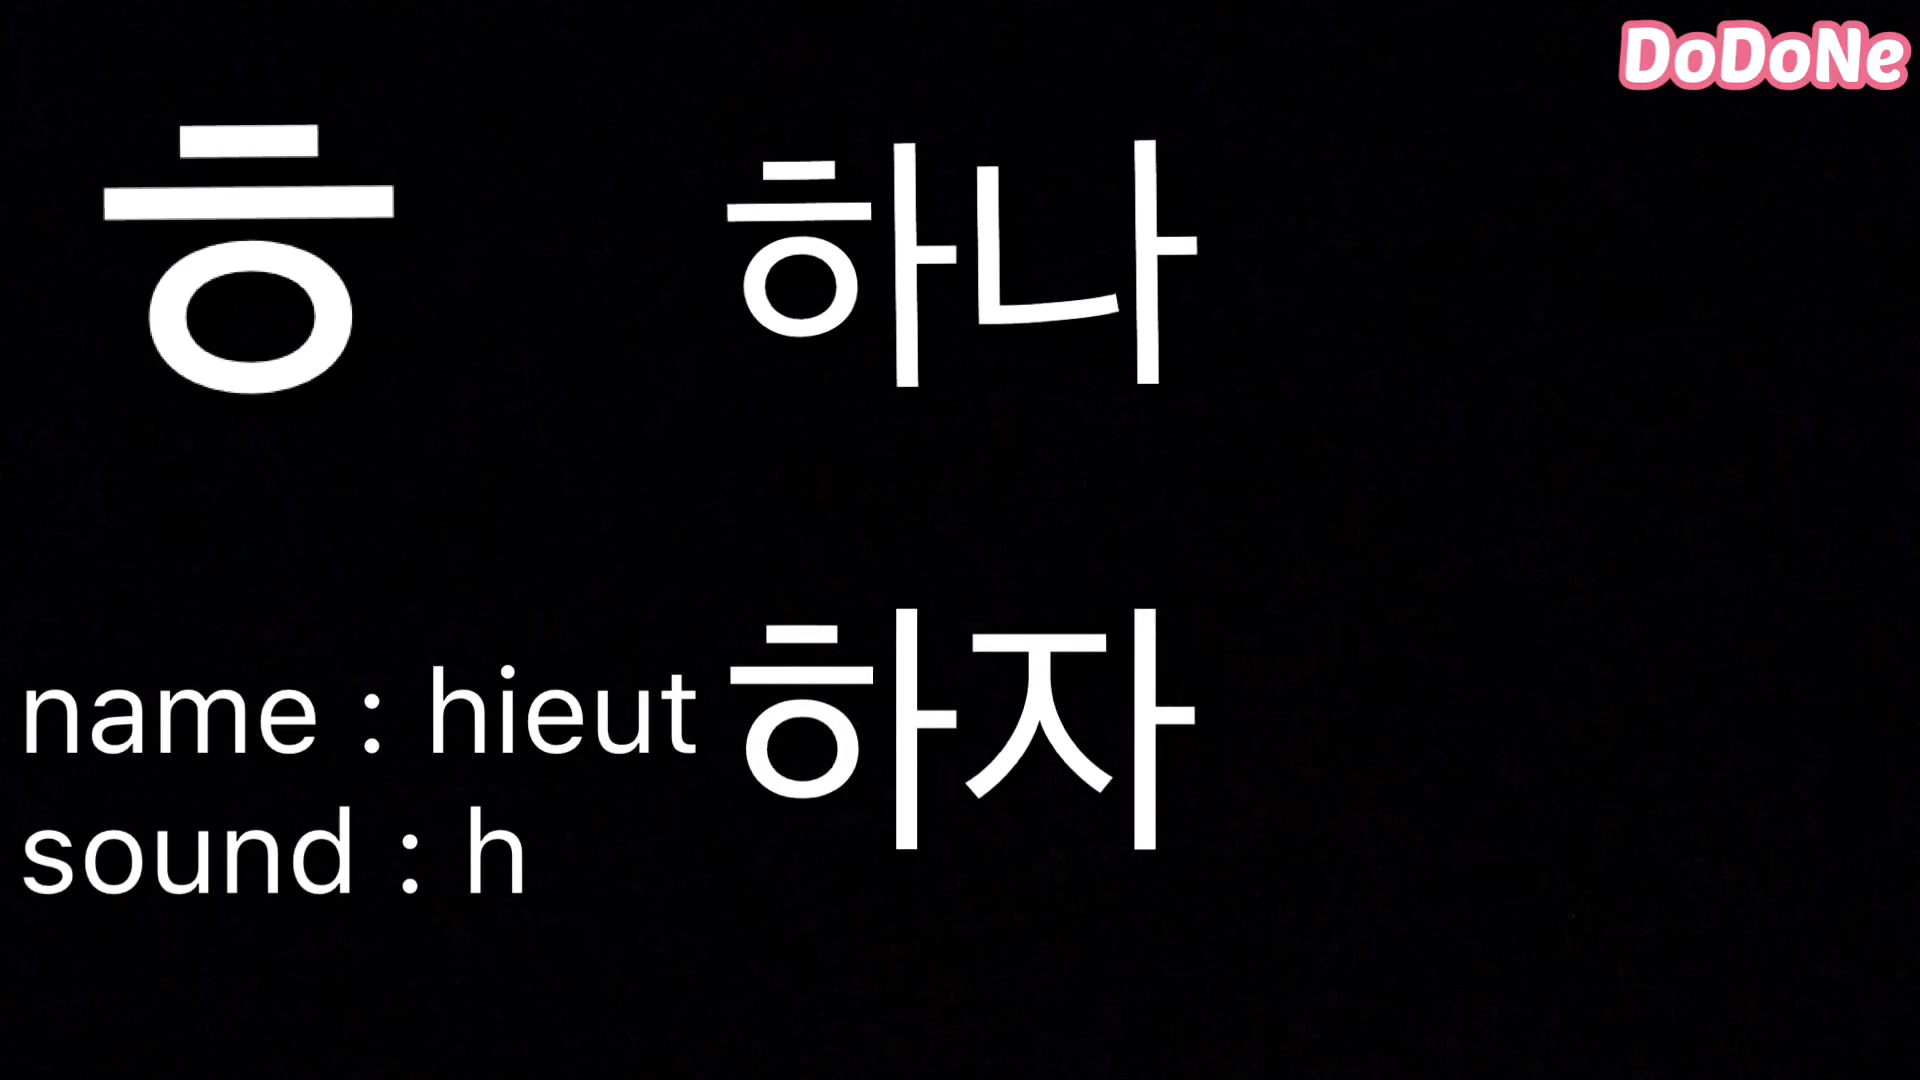 DoDoNe
ㅎ
하나
하자
name : hieut
sound : h